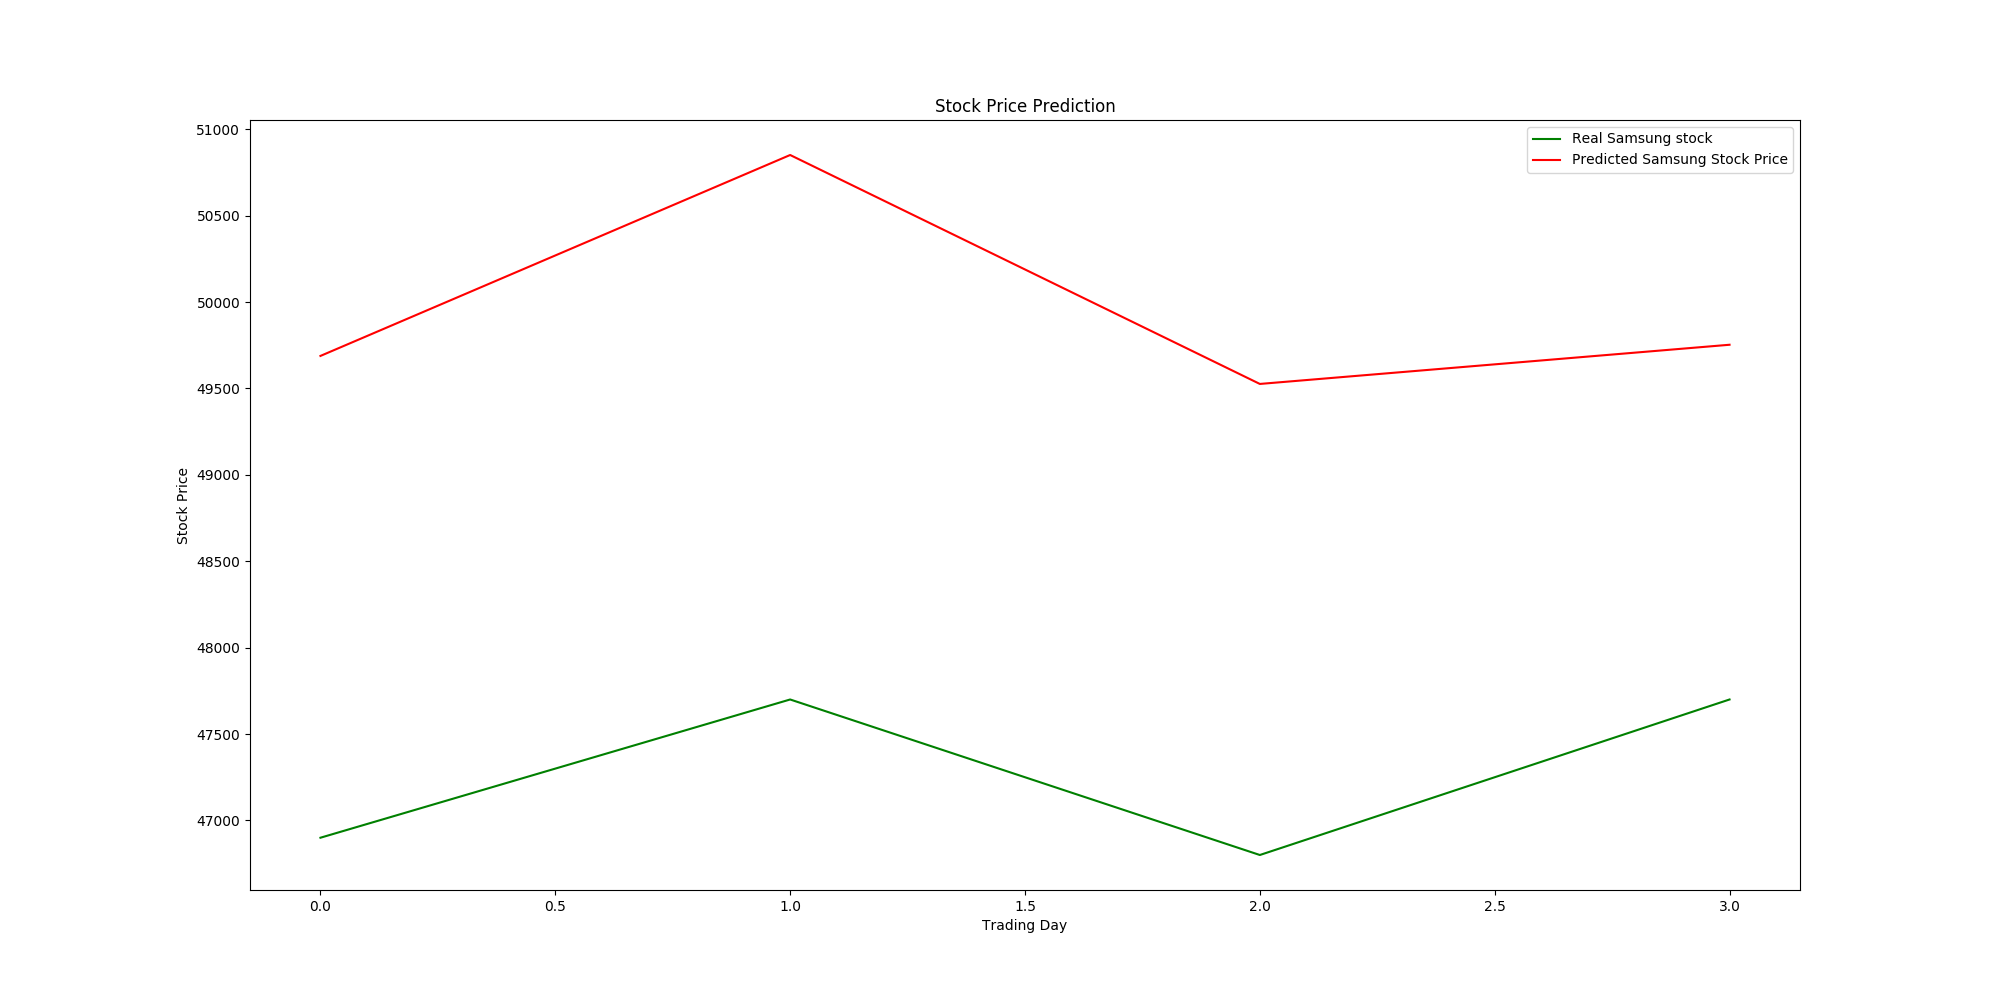 Stock Price Prediction
Real Samsung stock
Predicted Samsung Stock Price
51000
50500
50000
49500
49000
48500
48000
47500
47000
Stock Price
0.0 0.5 1.0 1.5 2.0 2.5 3.0
Trading Day